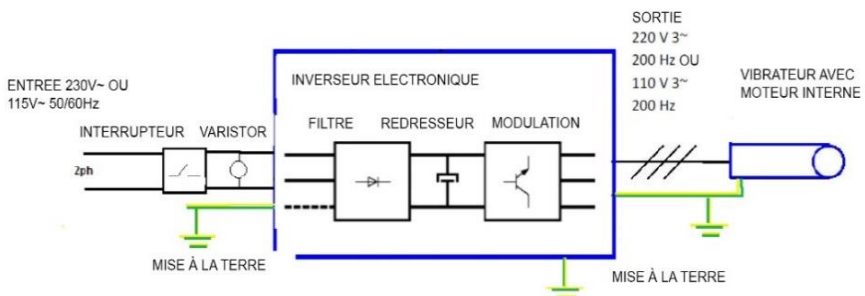 ENTREE 230V~ OU
115V~ 50/60Hz
INTERRUPTEUR
VARISTOR
2ph
INVERSEUR ELECTRONIQUE
FILTRE
REDRESSEUR
MODULATION
SORTIE
220 V 3~
200 Hz OU
110 V 3~
200 Hz
VIBRATEUR AVEC
MOTEUR INTERNE
MISE À LA TERRE
MISE À LA TERRE